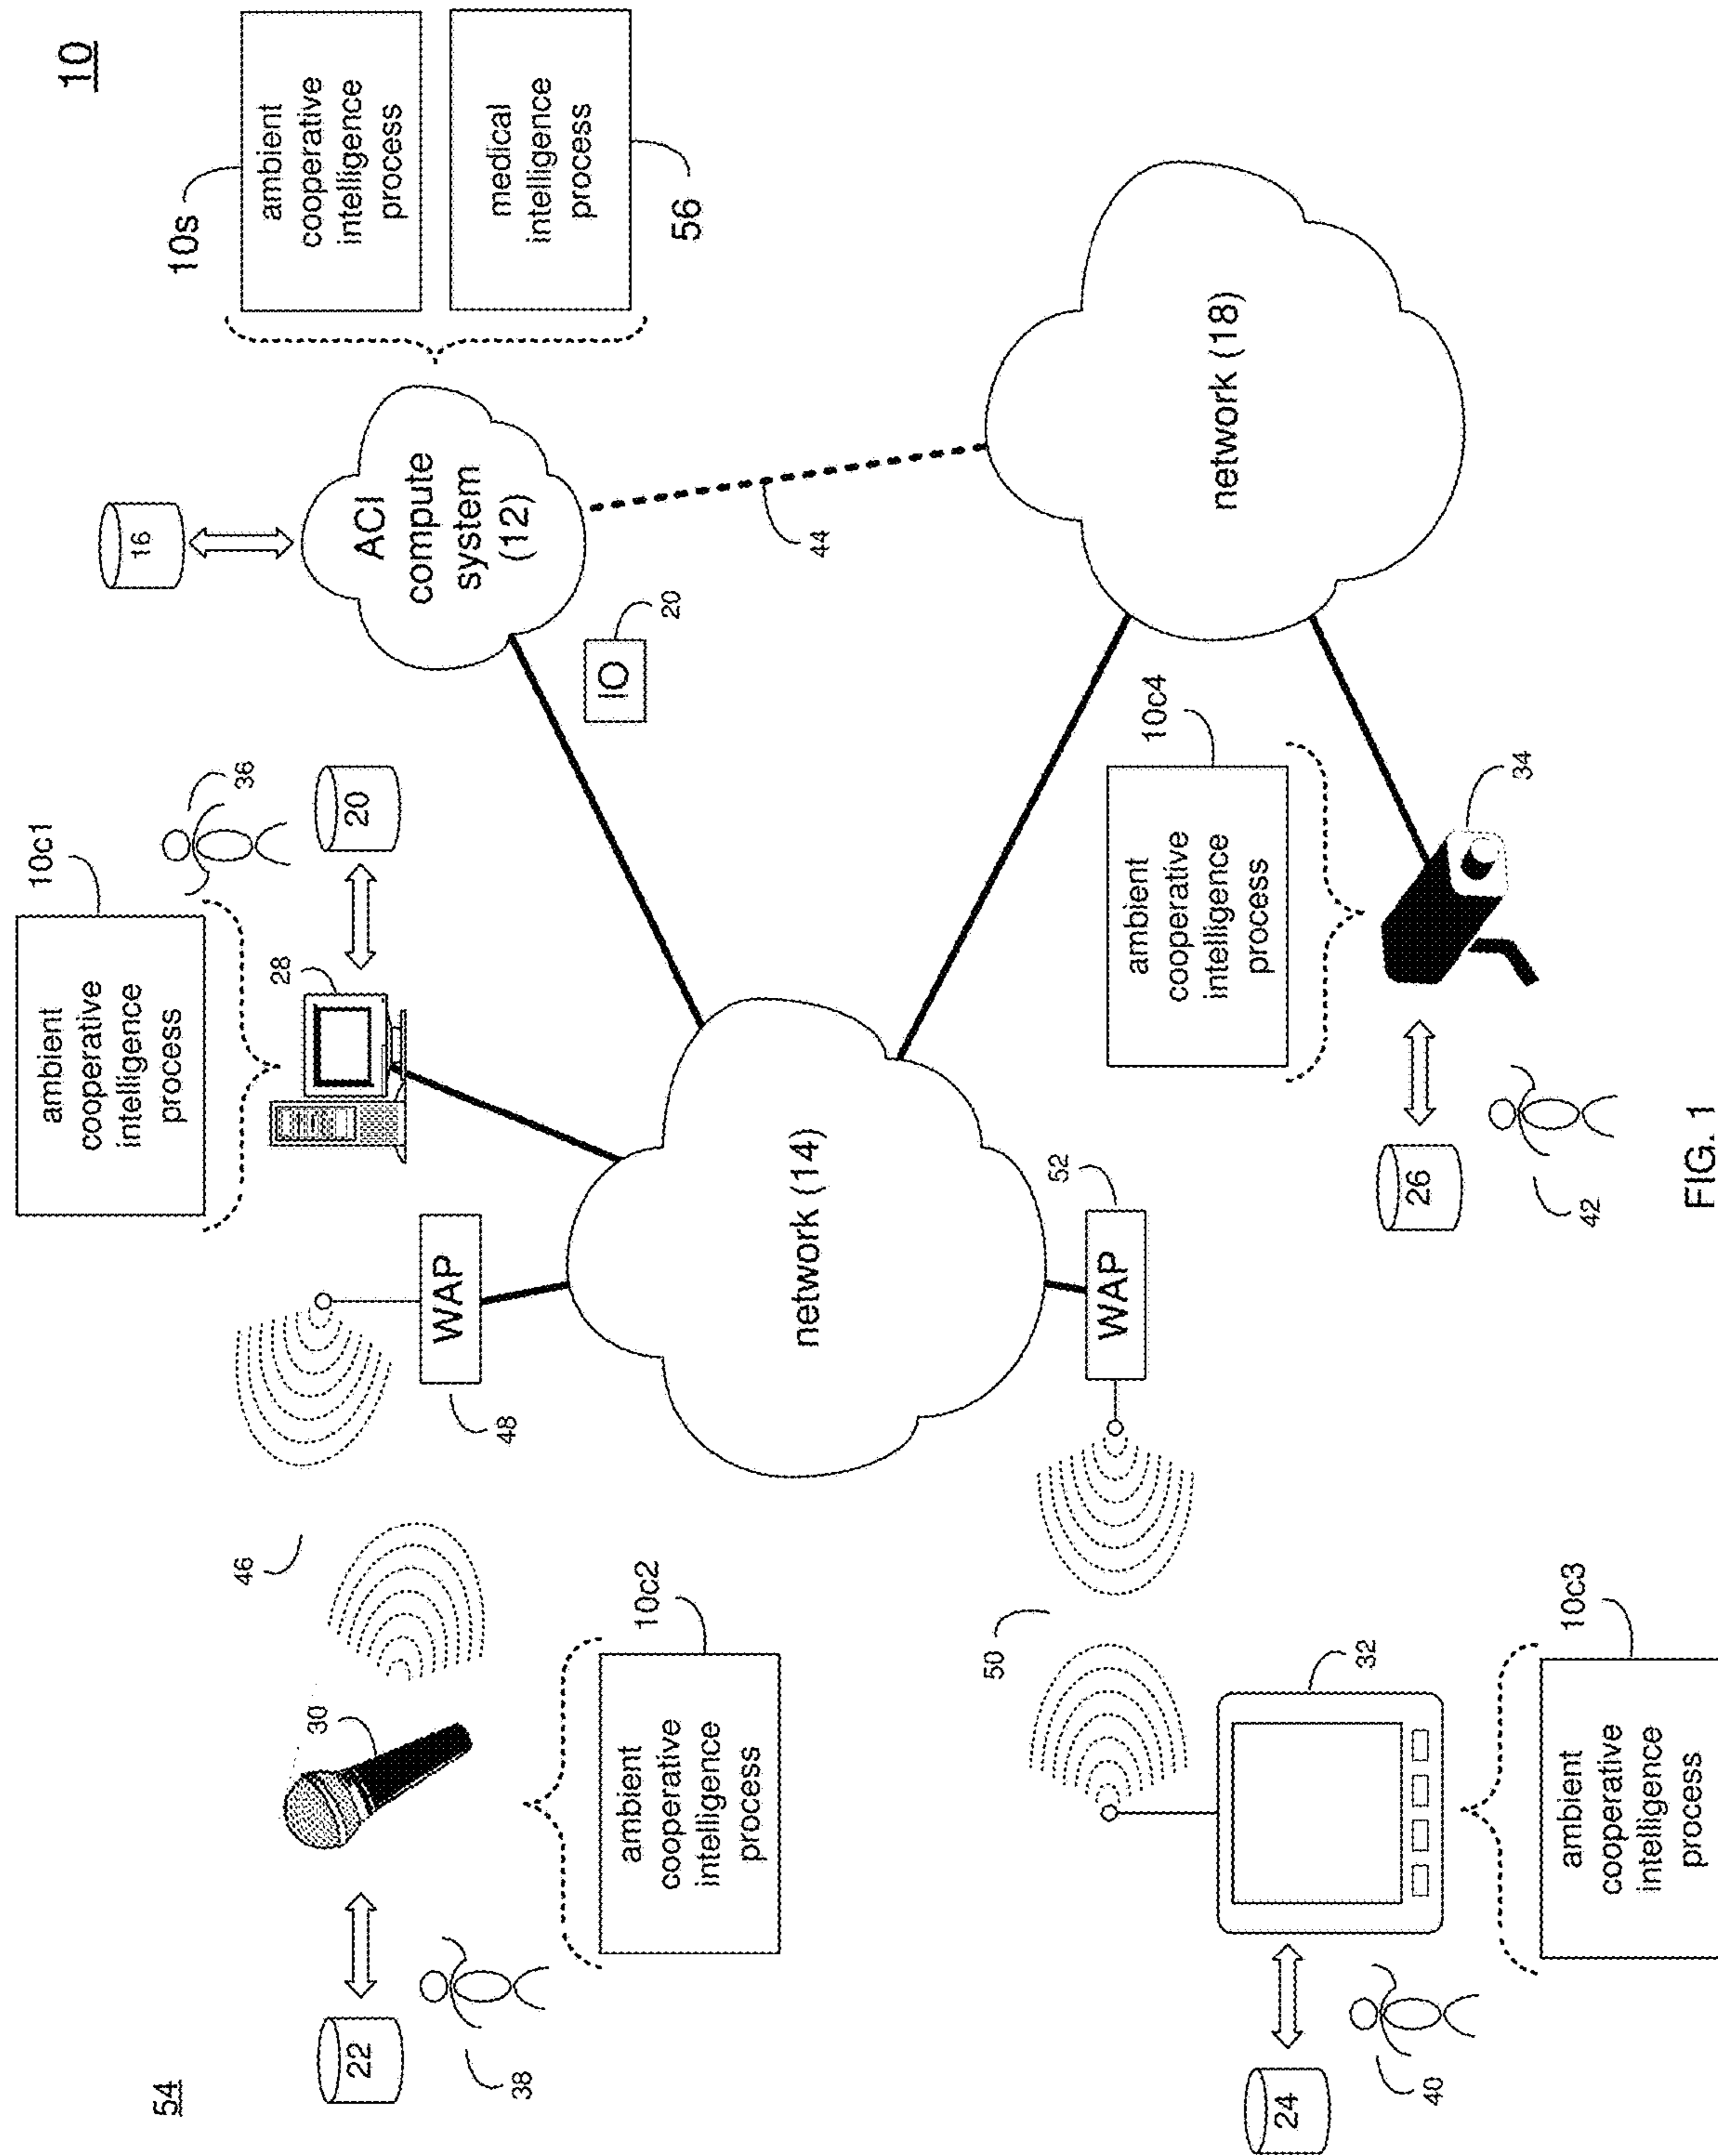 10
54
10c1
ambient
cooperative
intelligence
process
36
20
28
16
10s
ambient
cooperative
intelligence
process
medical
intelligence
process
56
ACI
compute
system
(12)
22
38
30
46
48
WAP
10c2
ambient
cooperative
intelligence
process
IO
20
44
network (14)
50
52
WAP
network (18)
24
40
32
10c3
ambient
cooperative
intelligence
process
10c4
ambient
cooperative
intelligence
process
34
26
42
FIG. 1